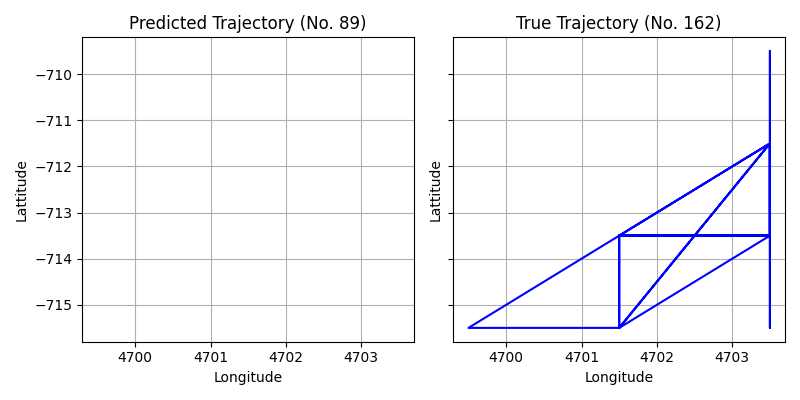 Predicted Trajectory (No. 89)
True Trajectory (No. 162)
−710
−711
−712
−713
−714
−715
Lattitude
Lattitude
4700 4701 4702 4703
4700 4701 4702 4703
Longitude
Longitude